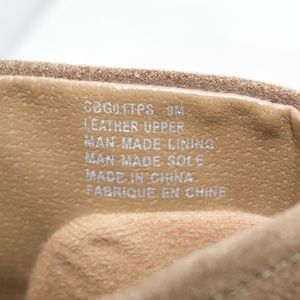 CBG01TPS 9M
LEATHER UPPER
MAN MADE LINING
MAN MADE SOLE
MADE IN CHINA
FABRIQUE EN CHINE